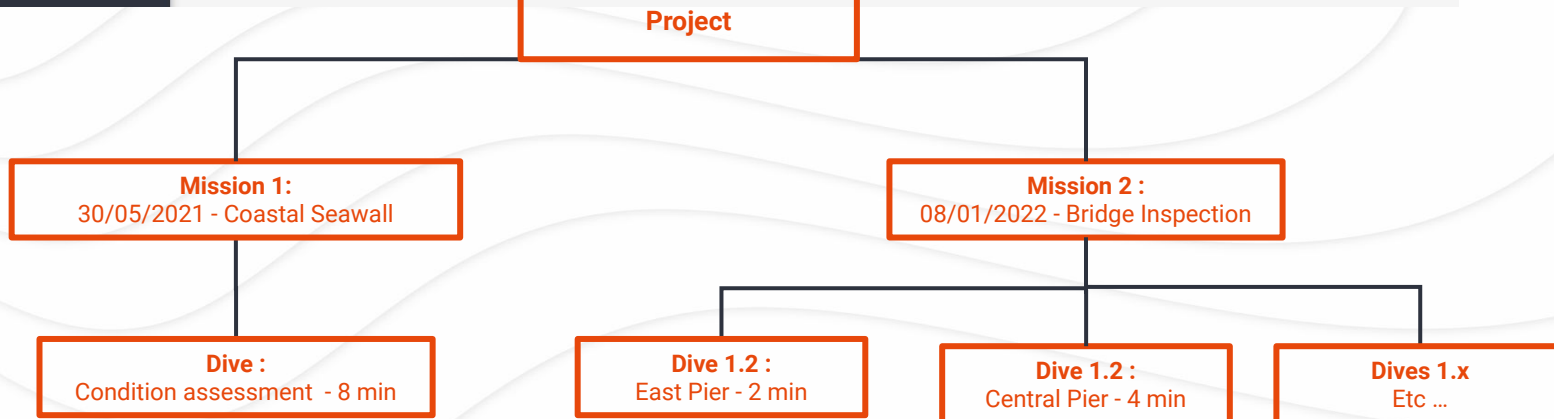 Project
Mission 1:
30/05/2021 - Coastal Seawall
Mission 2 :
08/01/2022 - Bridge Inspection
Dive :
Condition assessment  - 8 min
Dive 1.2 :
East Pier - 2 min
Dive 1.2 :
Central Pier - 4 min
Dives 1.x
Etc ...